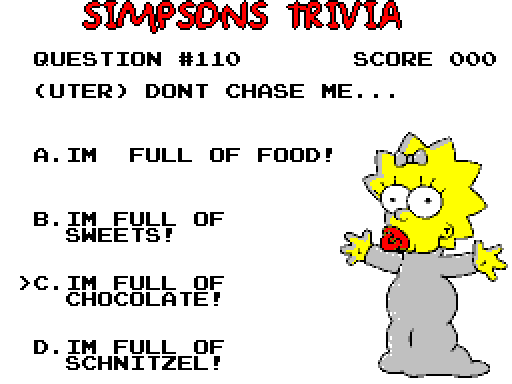 SIMPSONS TRIVIA
QUESTION #110 SCORE 000
(UTER) DONT CHASE ME...
A. IM FULL OF FOOD!
B. IM FULL OF
SWEETS!
>C. IM FULL OF
CHOCOLATE!
D. IM FULL OF
SCHNITZEL!